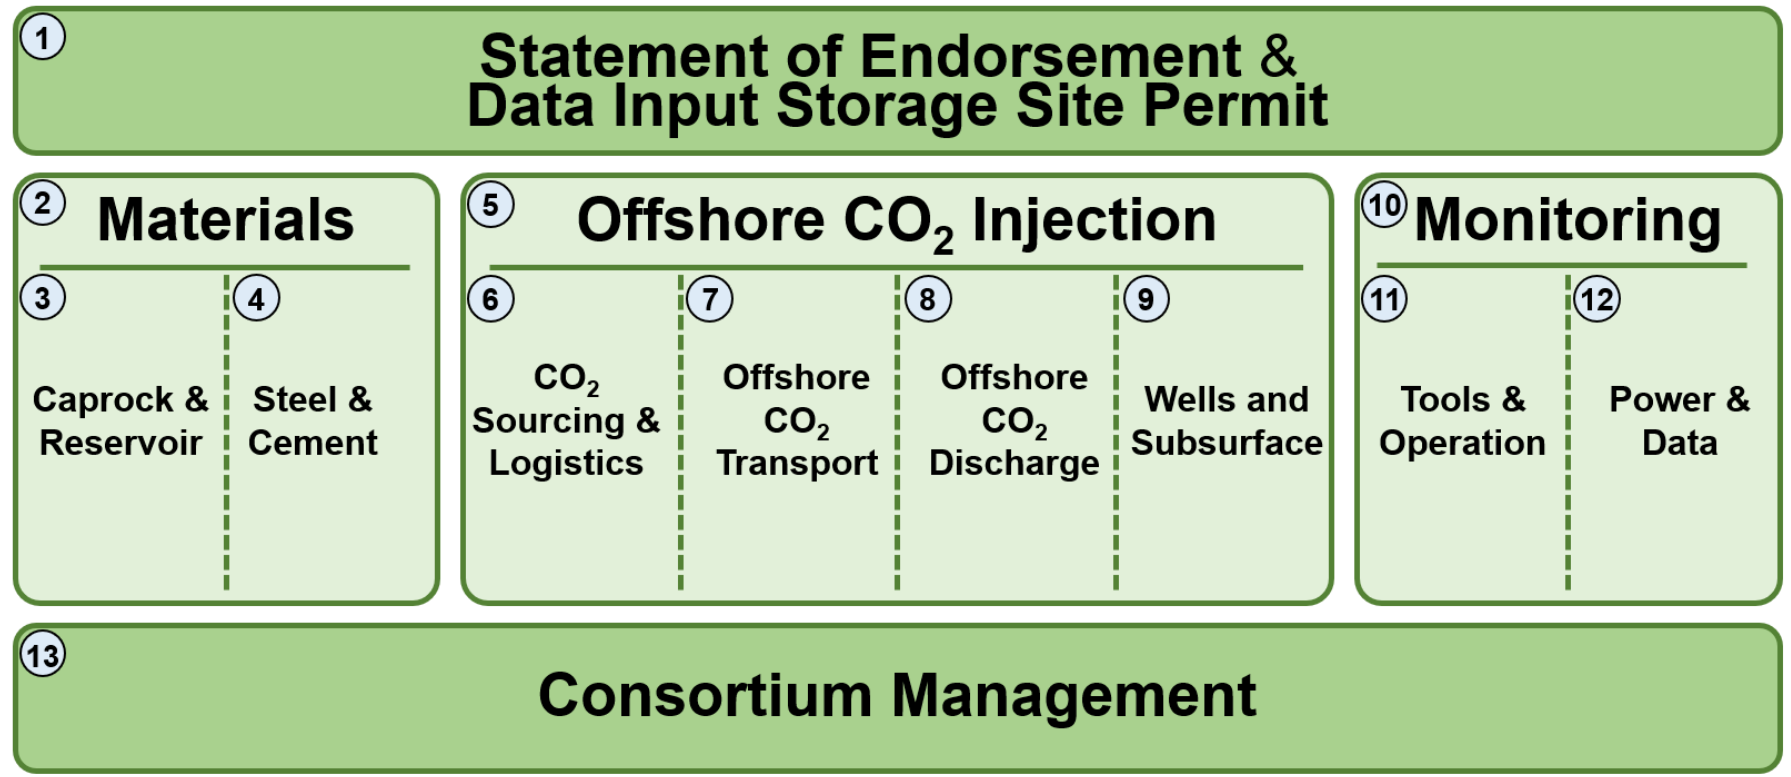 1
Statement of Endorsement &
Data Input Storage Site Permit
2
Materials
3
Caprock &
Reservoir
4
Steel &
Cement
5
Offshore CO₂ Injection
6
CO₂
Sourcing &
Logistics
7
Offshore
CO₂
Transport
8
Offshore
CO₂
Discharge
9
Wells and
Subsurface
10
Monitoring
11
Tools &
Operation
12
Power &
Data
13
Consortium Management